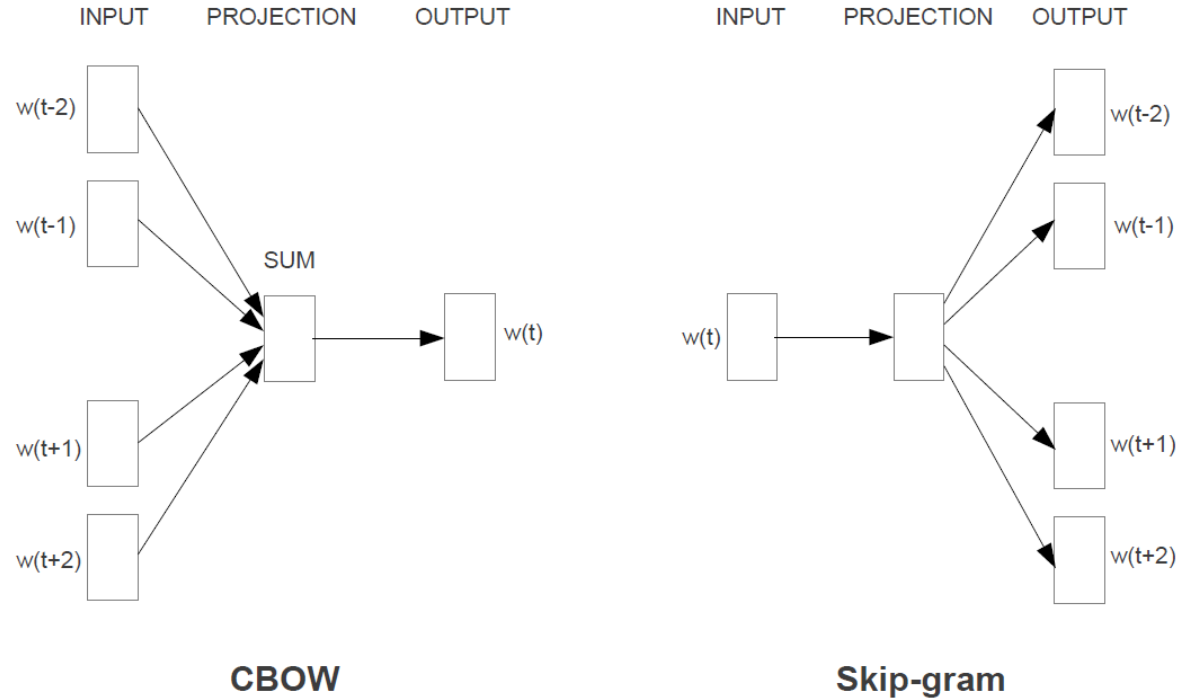 INPUT PROJECTION OUTPUT
w(t-2)
w(t-1)
SUM
w(t)
w(t+1)
w(t+2)
CBOW
INPUT PROJECTION OUTPUT
w(t-2)
w(t-1)
w(t)
w(t+1)
w(t+2)
Skip-gram